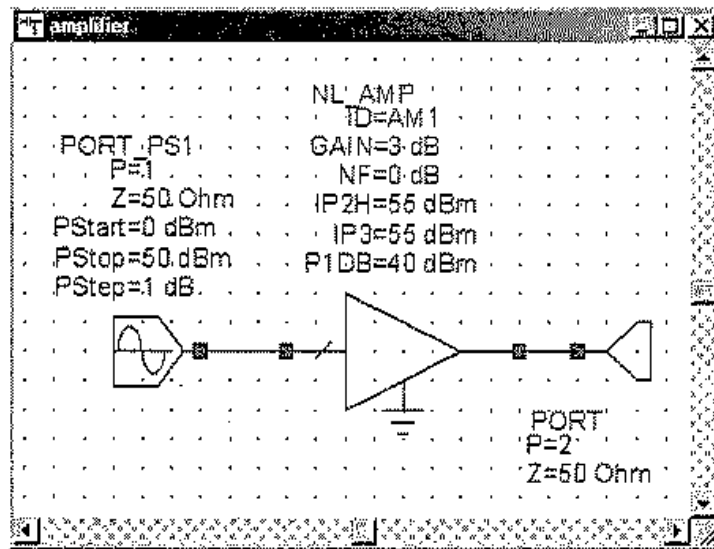 amplifier
NL_AMP
ID=AM1
GAIN=3 dB
NF=0 dB
IP2H=55 dBm
IP3=55 dBm
P1DB=40 dBm
PORT_PS1
P=1
Z=50 Ohm
PStart=0 dBm
PStop=50 dBm
PStep=1 dB
PORT
P=2
Z=50 Ohm